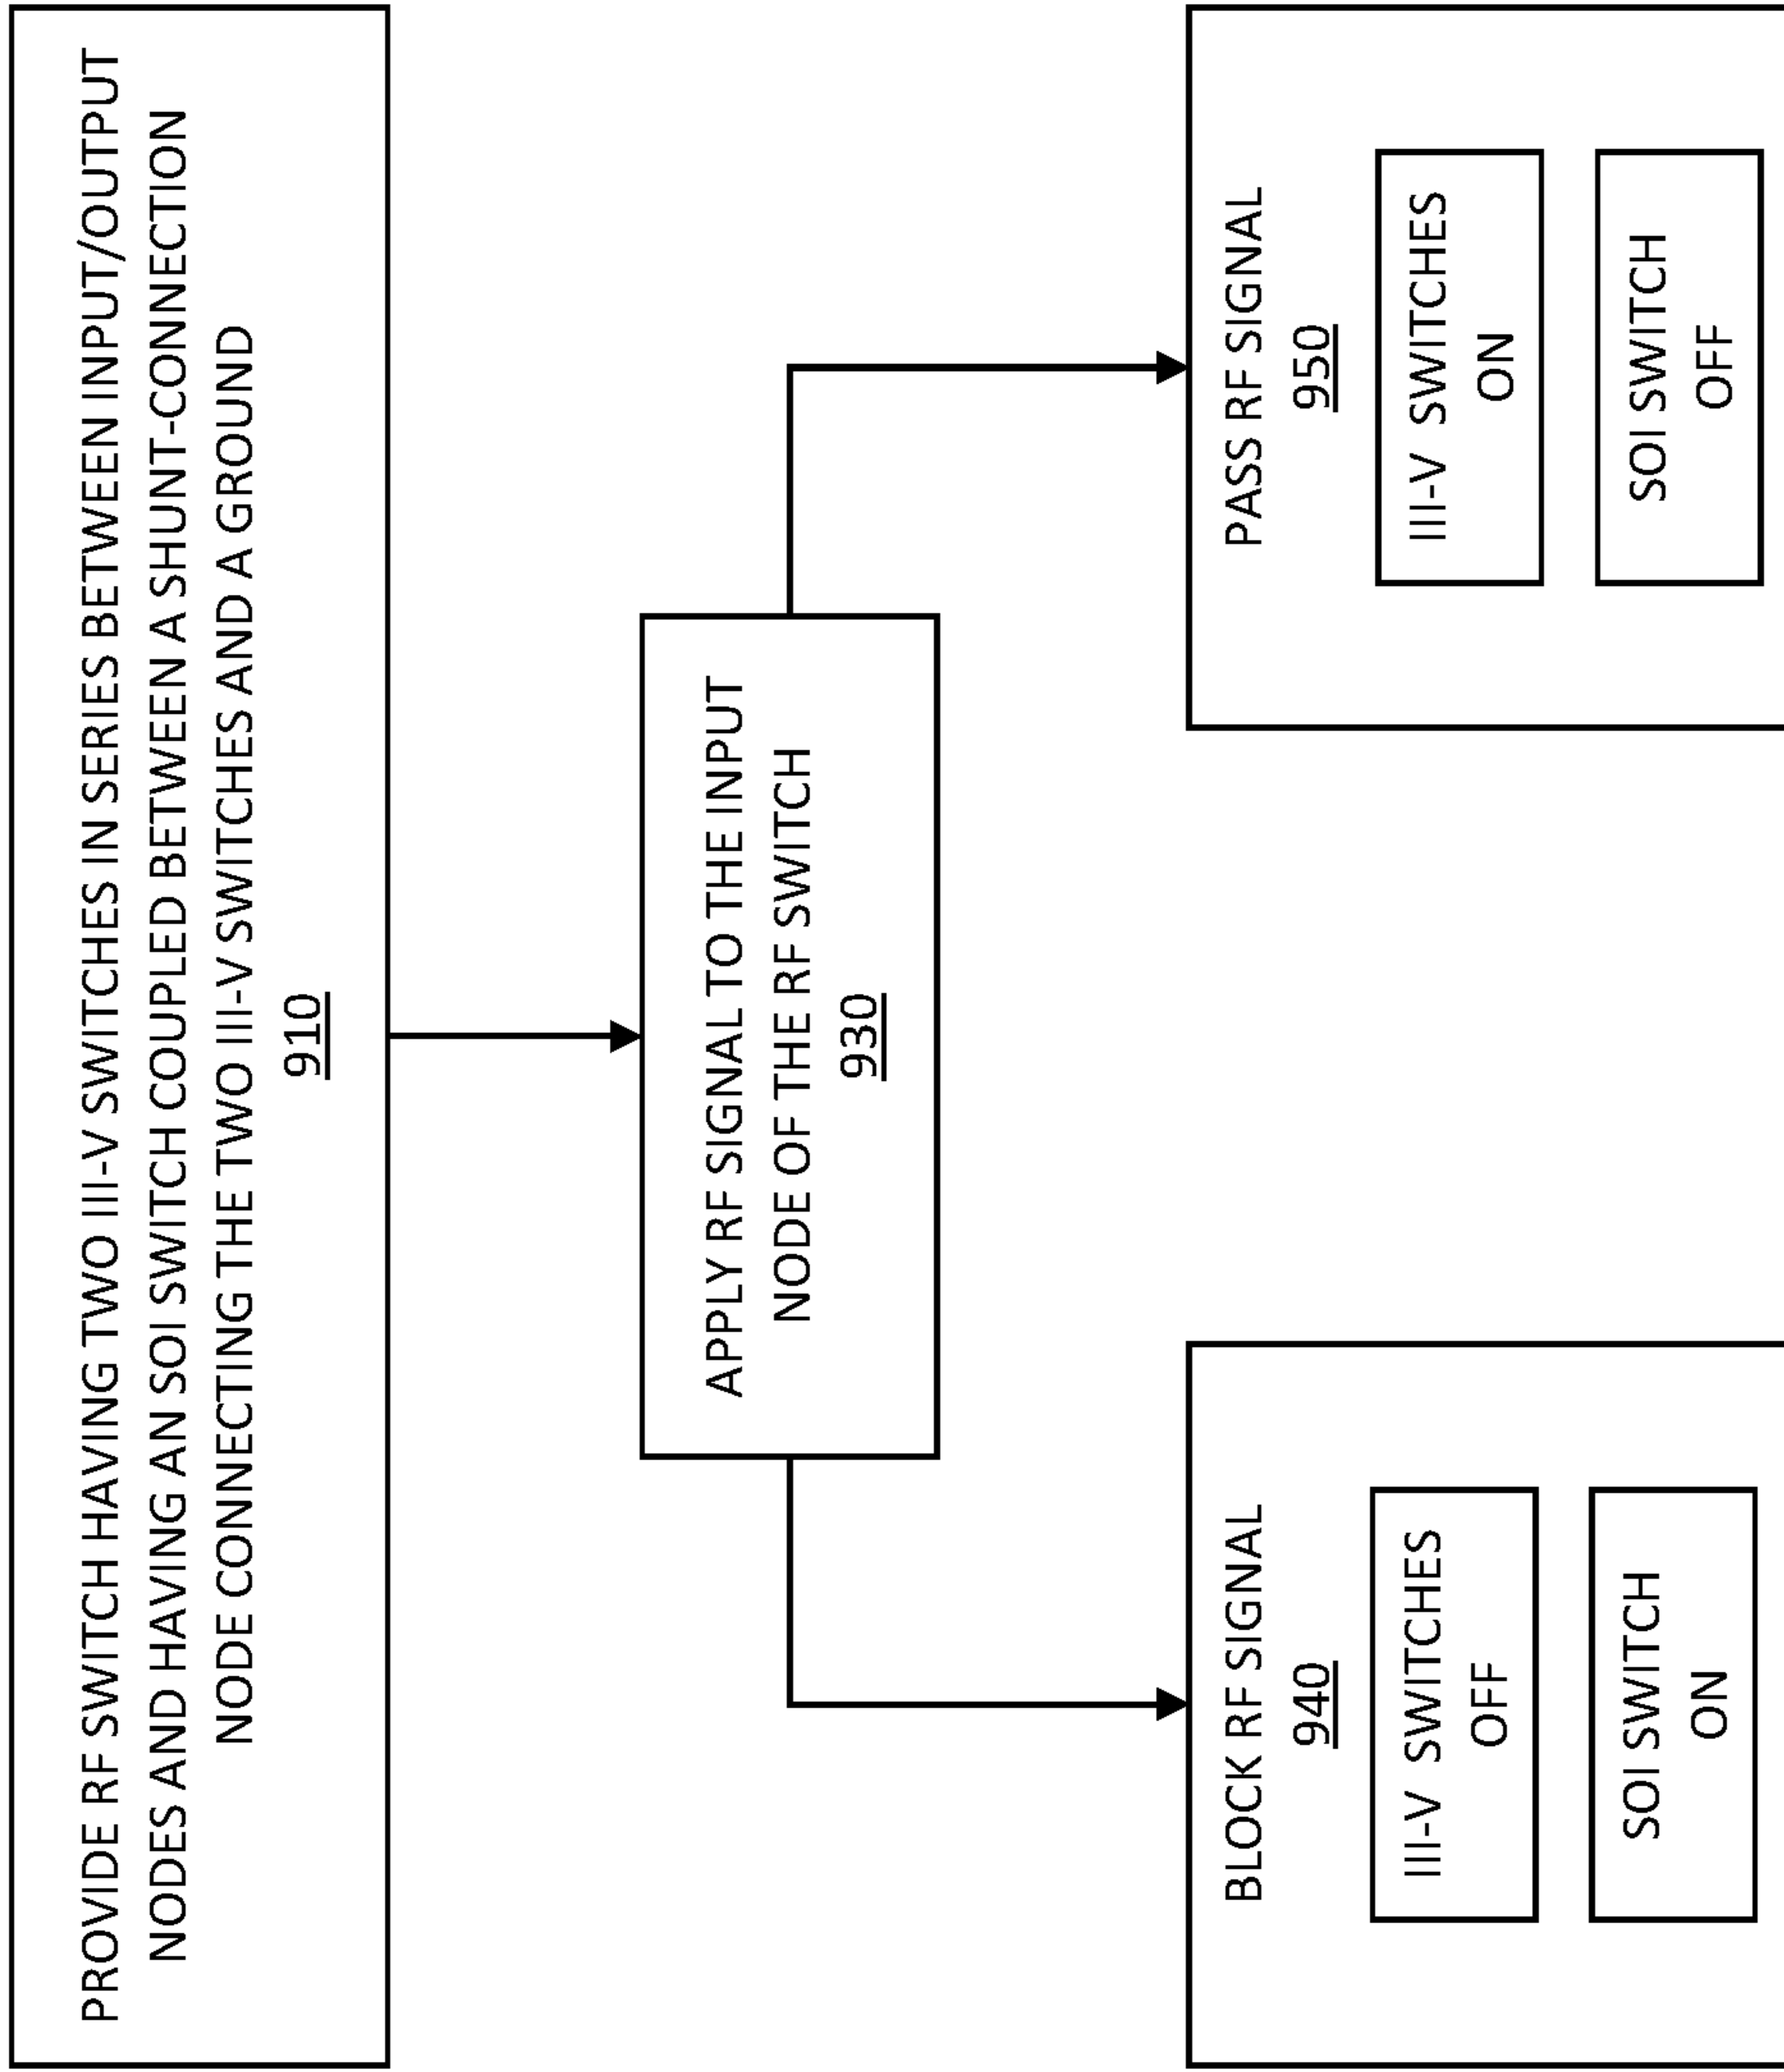 PROVIDE RF SWITCH HAVING TWO III-V SWITCHES IN SERIES BETWEEN INPUT/OUTPUT
NODES AND HAVING AN SOI SWITCH COUPLED BETWEEN A SHUNT-CONNECTION
NODE CONNECTING THE TWO III-V SWITCHES AND A GROUND
910
APPLY RF SIGNAL TO THE INPUT
NODE OF THE RF SWITCH
930
BLOCK RF SIGNAL
940
III-V SWITCHES
OFF
SOI SWITCH
ON
PASS RF SIGNAL
950
III-V SWITCHES
ON
SOI SWITCH
OFF